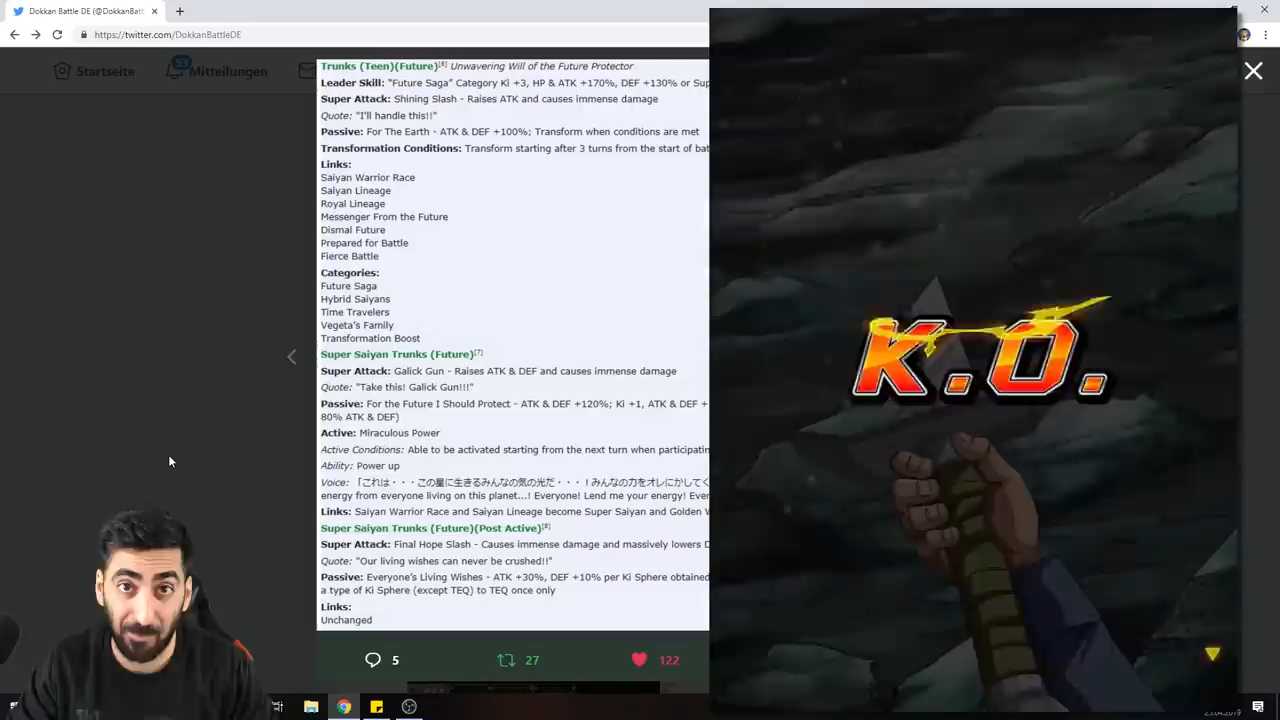 Dokkan Battle DE (@DokkanBatt
https://twitter.com/DokkanBattleDE
Startseite
53
Mitteilungen
Trunks (Teen)(Future)[6] Unwavering Will of the Future Protector
Leader Skill: "Future Saga" Category Ki +3, HP & ATK +170%, DEF +130% or Sup
Super Attack: Shining Slash - Raises ATK and causes immense damage
Quote: "I'll handle this!!"
Passive: For The Earth - ATK & DEF +100%; Transform when conditions are met
Transformation Conditions: Transform starting after 3 turns from the start of bat
Links:
Saiyan Warrior Race
Saiyan Lineage
Royal Lineage
Messenger From the Future
Dismal Future
Prepared for Battle
Fierce Battle
Categories:
Future Saga
Hybrid Saiyans
Time Travelers
Vegeta's Family
Transformation Boost
Super Saiyan Trunks (Future)[7]
Super Attack: Galick Gun - Raises ATK & DEF and causes immense damage
Quote: "Take this! Galick Gun!!!"
Passive: For the Future I Should Protect - ATK & DEF +120%; Ki +1, ATK & DEF +
80% ATK & DEF)
Active: Miraculous Power
Active Conditions: Able to be activated starting from the next turn when participatin
Ability: Power up
Voice: 「これは・・・この星に生きるみんなの気の光だ・・・！みんなの力をオレにかしてく
energy from everyone living on this planet...! Everyone! Lend me your energy! Ever
Links: Saiyan Warrior Race and Saiyan Lineage become Super Saiyan and Golden W
Super Saiyan Trunks (Future)(Post Active)[8]
Super Attack: Final Hope Slash - Causes immense damage and massively lowers D
Quote: "Our living wishes can never be crushed!!"
Passive: Everyone's Living Wishes - ATK +30%, DEF +10% per Ki Sphere obtained
a type of Ki Sphere (except TEQ) to TEQ once only
Links:
Unchanged
5
27
122
K.O.
23.04.2019